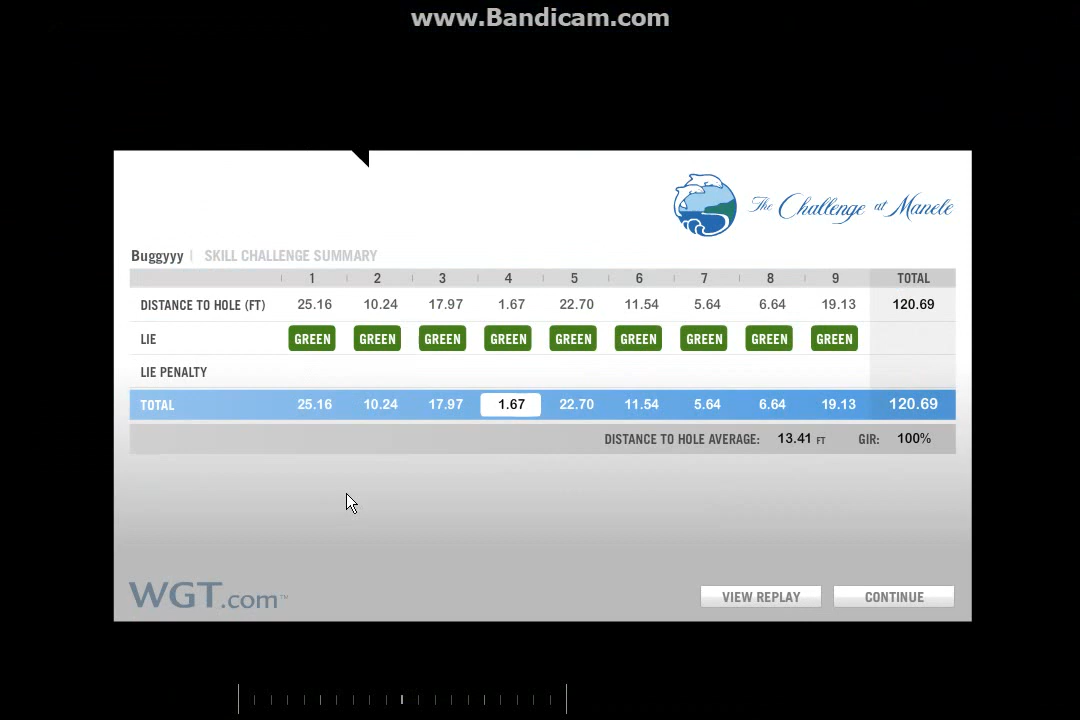 www.Bandicam.com
The Challenge at Manele
Buggyyy | SKILL CHALLENGE SUMMARY
1 2 3 4 5 6 7 8 9 TOTAL
DISTANCE TO HOLE (FT) 25.16 10.24 17.97 1.67 22.70 11.54 5.64 6.64 19.13 120.69
LIE GREEN GREEN GREEN GREEN GREEN GREEN GREEN GREEN GREEN
LIE PENALTY
TOTAL 25.16 10.24 17.97 1.67 22.70 11.54 5.64 6.64 19.13 120.69
DISTANCE TO HOLE AVERAGE: 13.41 FT GIR: 100%
WGT.com™ VIEW REPLAY CONTINUE